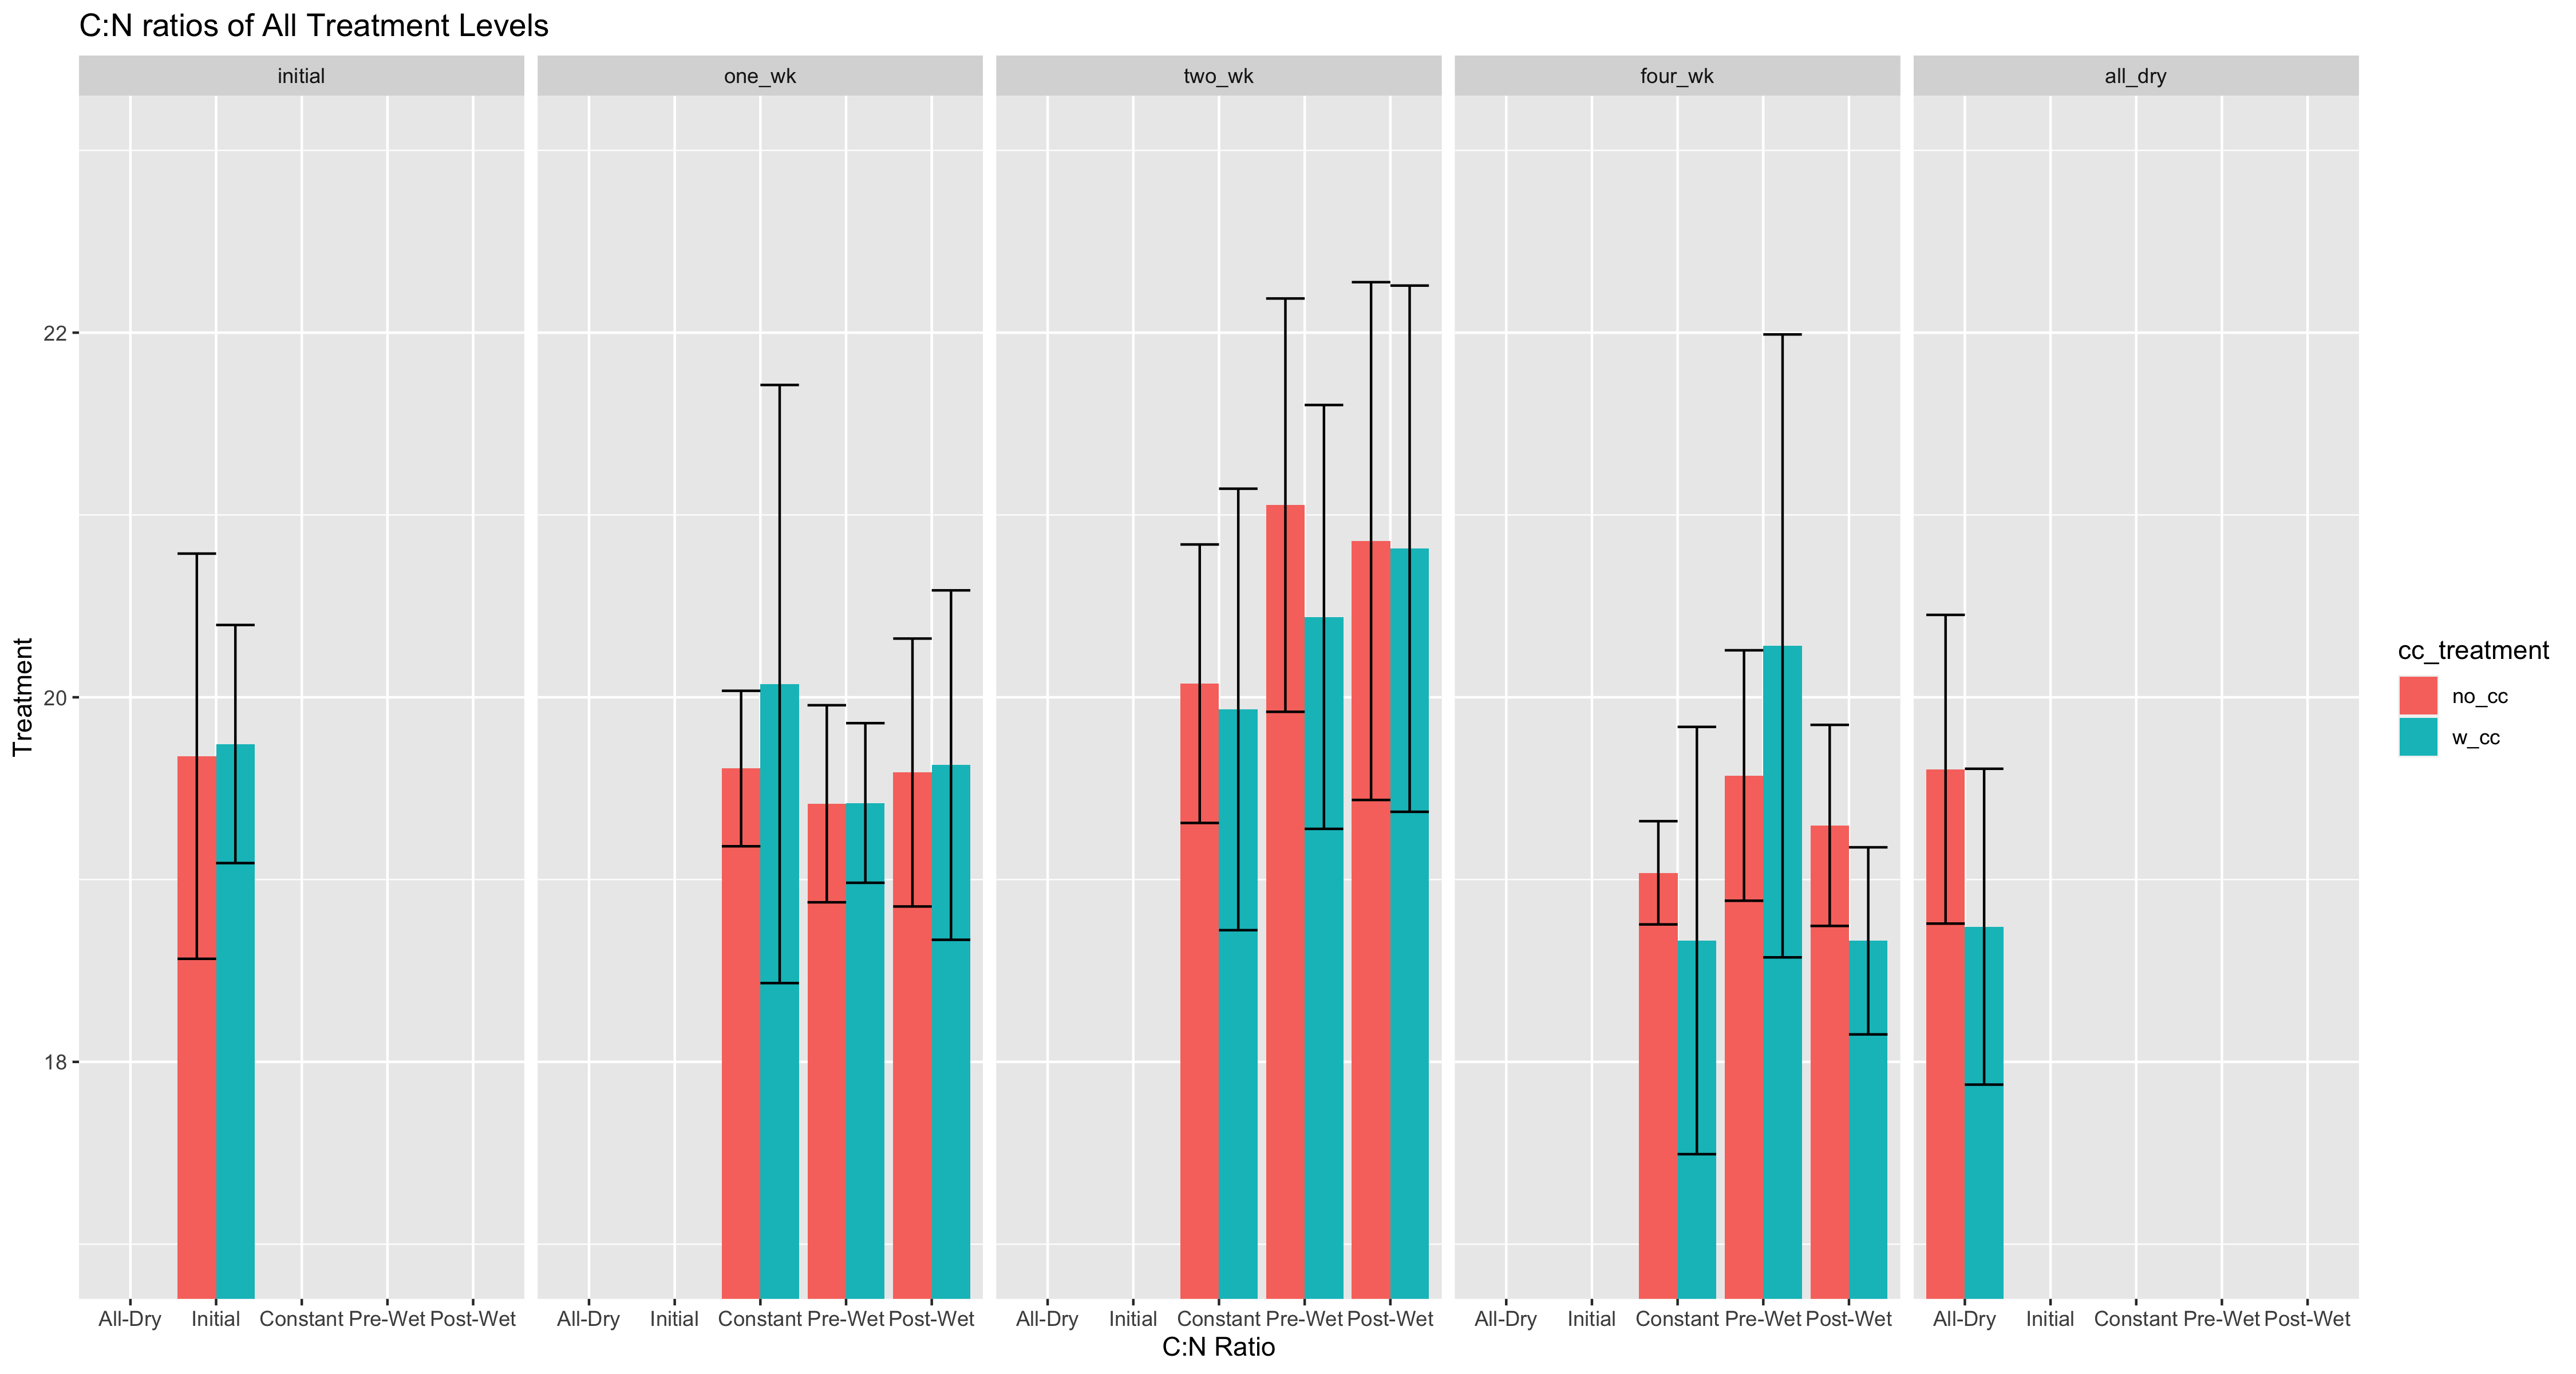 C:N ratios of All Treatment Levels
initial one_wk two_wk four_wk all_dry
22
20
18
Treatment
All-Dry Initial Constant Pre-Wet Post-Wet All-Dry Initial Constant Pre-Wet Post-Wet All-Dry Initial Constant Pre-Wet Post-Wet All-Dry Initial Constant Pre-Wet Post-Wet All-Dry Initial Constant Pre-Wet Post-Wet
C:N Ratio
cc_treatment
no_cc
w_cc